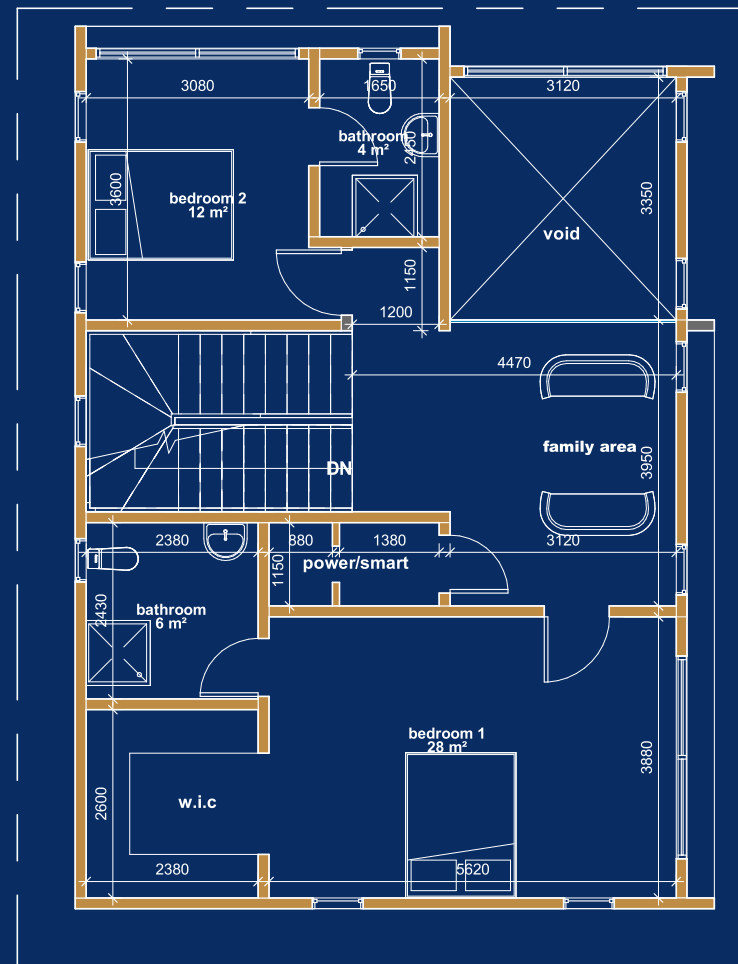 3080
1650
3120
bathroom
4 m²
2450
3600
bedroom 2
12 m²
3350
void
1150
1200
4470
family area
3950
DN
2380
880
1380
3120
power/smart
1150
2430
bathroom
6 m²
bedroom 1
28 m²
3880
2600
w.i.c
2380
5620